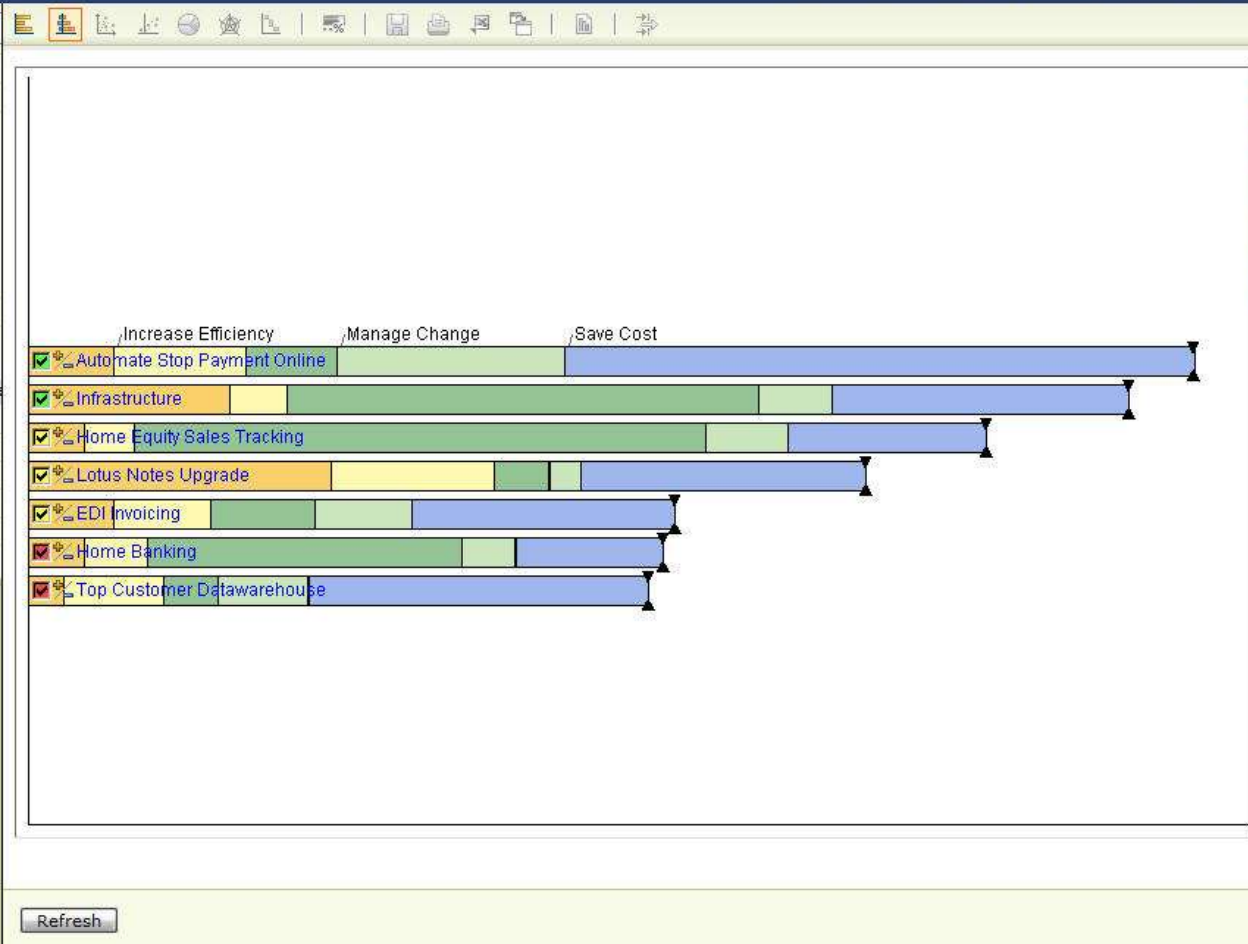 Increase Efficiency Manage Change Save Cost
Automate Stop Payment Online
Infrastructure
Home Equity Sales Tracking
Lotus Notes Upgrade
EDI Invoicing
Home Banking
Top Customer Datawarehouse
Refresh